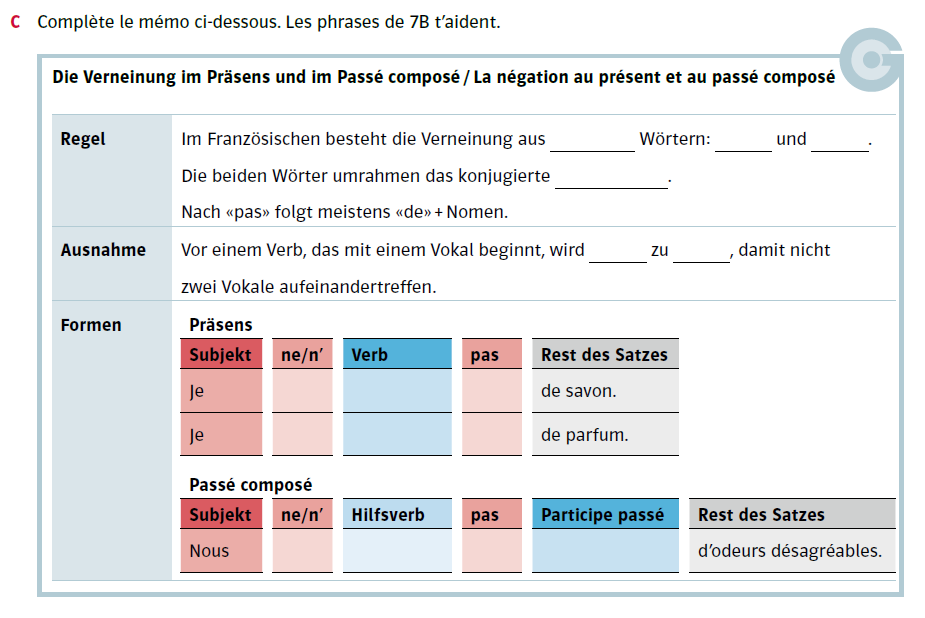 C Complète le mémo ci-dessous. Les phrases de 7B t’aident.
Die Verneinung im Präsens und im Passé composé / La négation au présent et au passé composé
G
Regel Im Französischen besteht die Verneinung aus ________ Wörtern: ______ und ______.
Die beiden Wörter umrahmen das konjugierte ___________.
Nach «pas» folgt meistens «de» + Nomen.
Ausnahme Vor einem Verb, das mit einem Vokal beginnt, wird ______ zu ______, damit nicht
zwei Vokale aufeinandertreffen.
Formen Präsens
Subjekt ne/n’ Verb pas Rest des Satzes
Je de savon.
Je de parfum.
Passé composé
Subjekt ne/n’ Hilfsverb pas Participe passé Rest des Satzes
Nous d’odeurs désagréables.